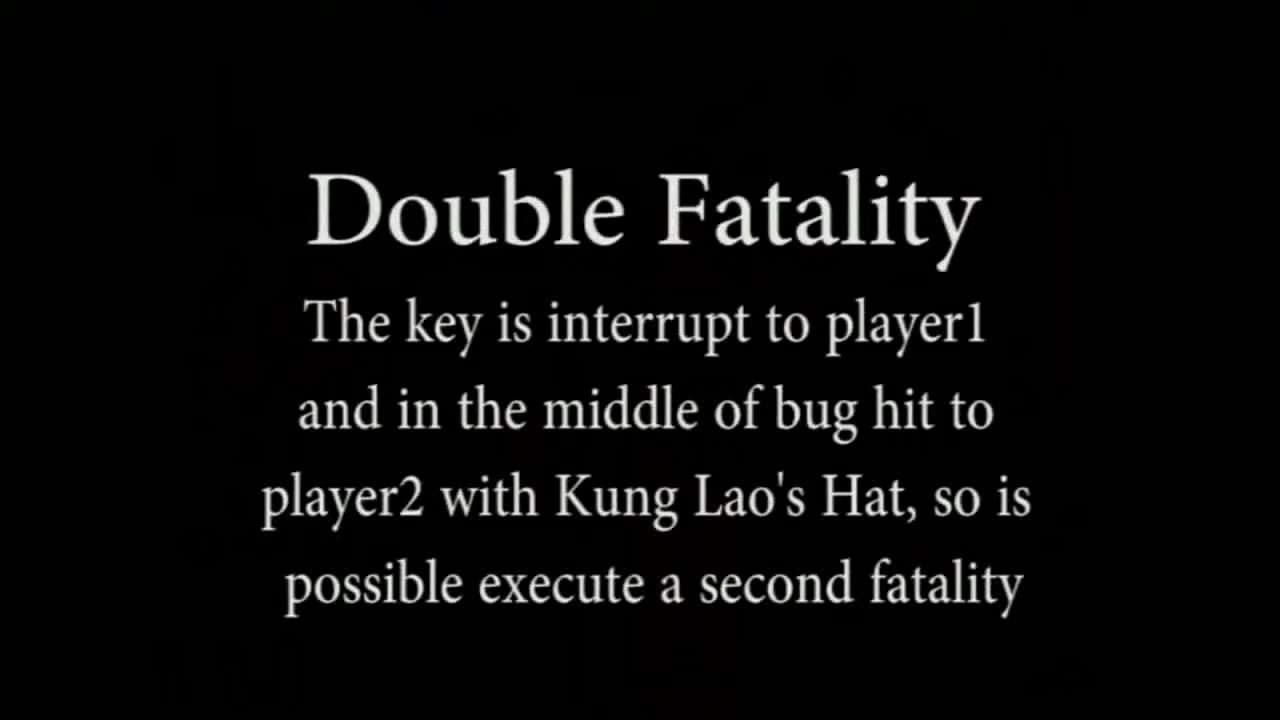 Double Fatality
The key is interrupt to player1
and in the middle of bug hit to
player2 with Kung Lao's Hat, so is
possible execute a second fatality